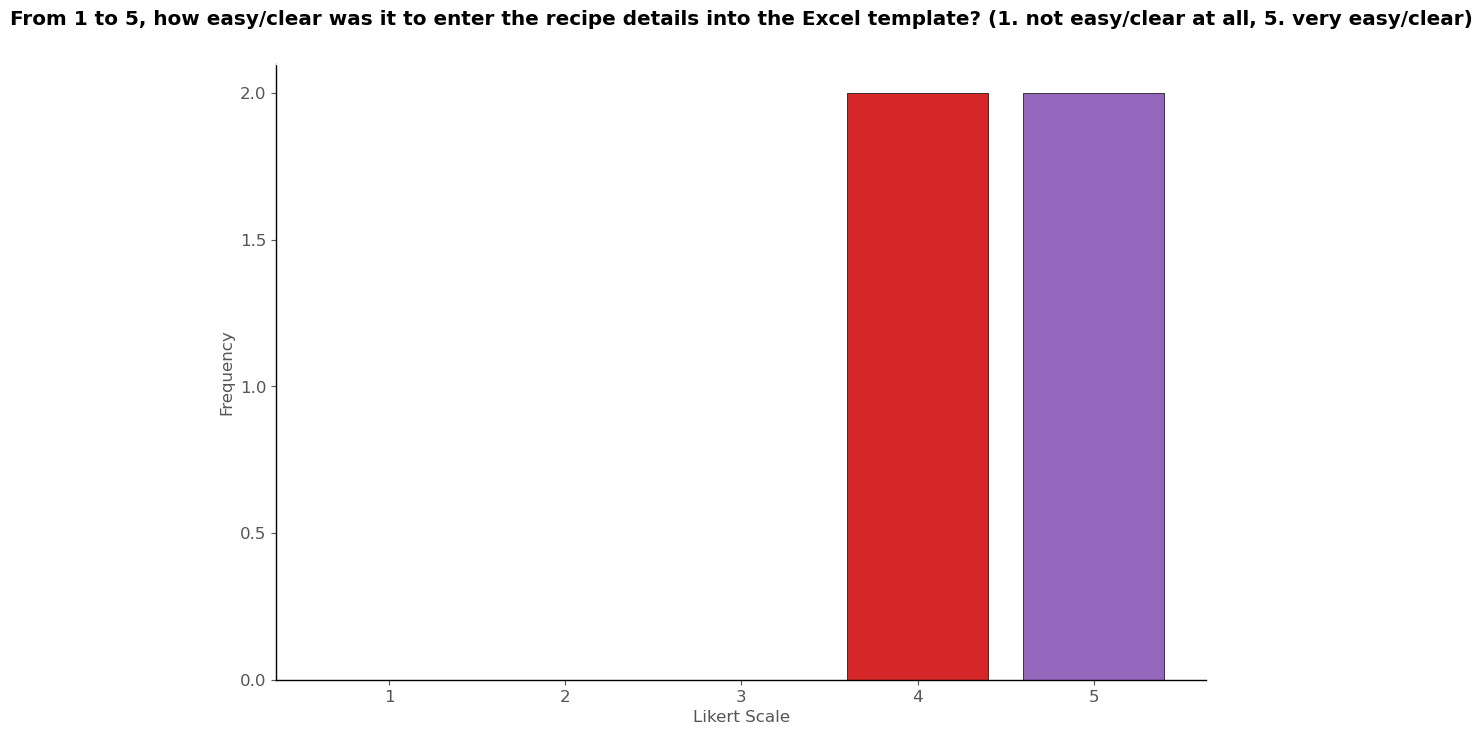 From 1 to 5, how easy/clear was it to enter the recipe details into the Excel template? (1. not easy/clear at all, 5. very easy/clear)
2.0
1.5
1.0
0.5
0.0
Frequency
1 2 3 4 5
Likert Scale